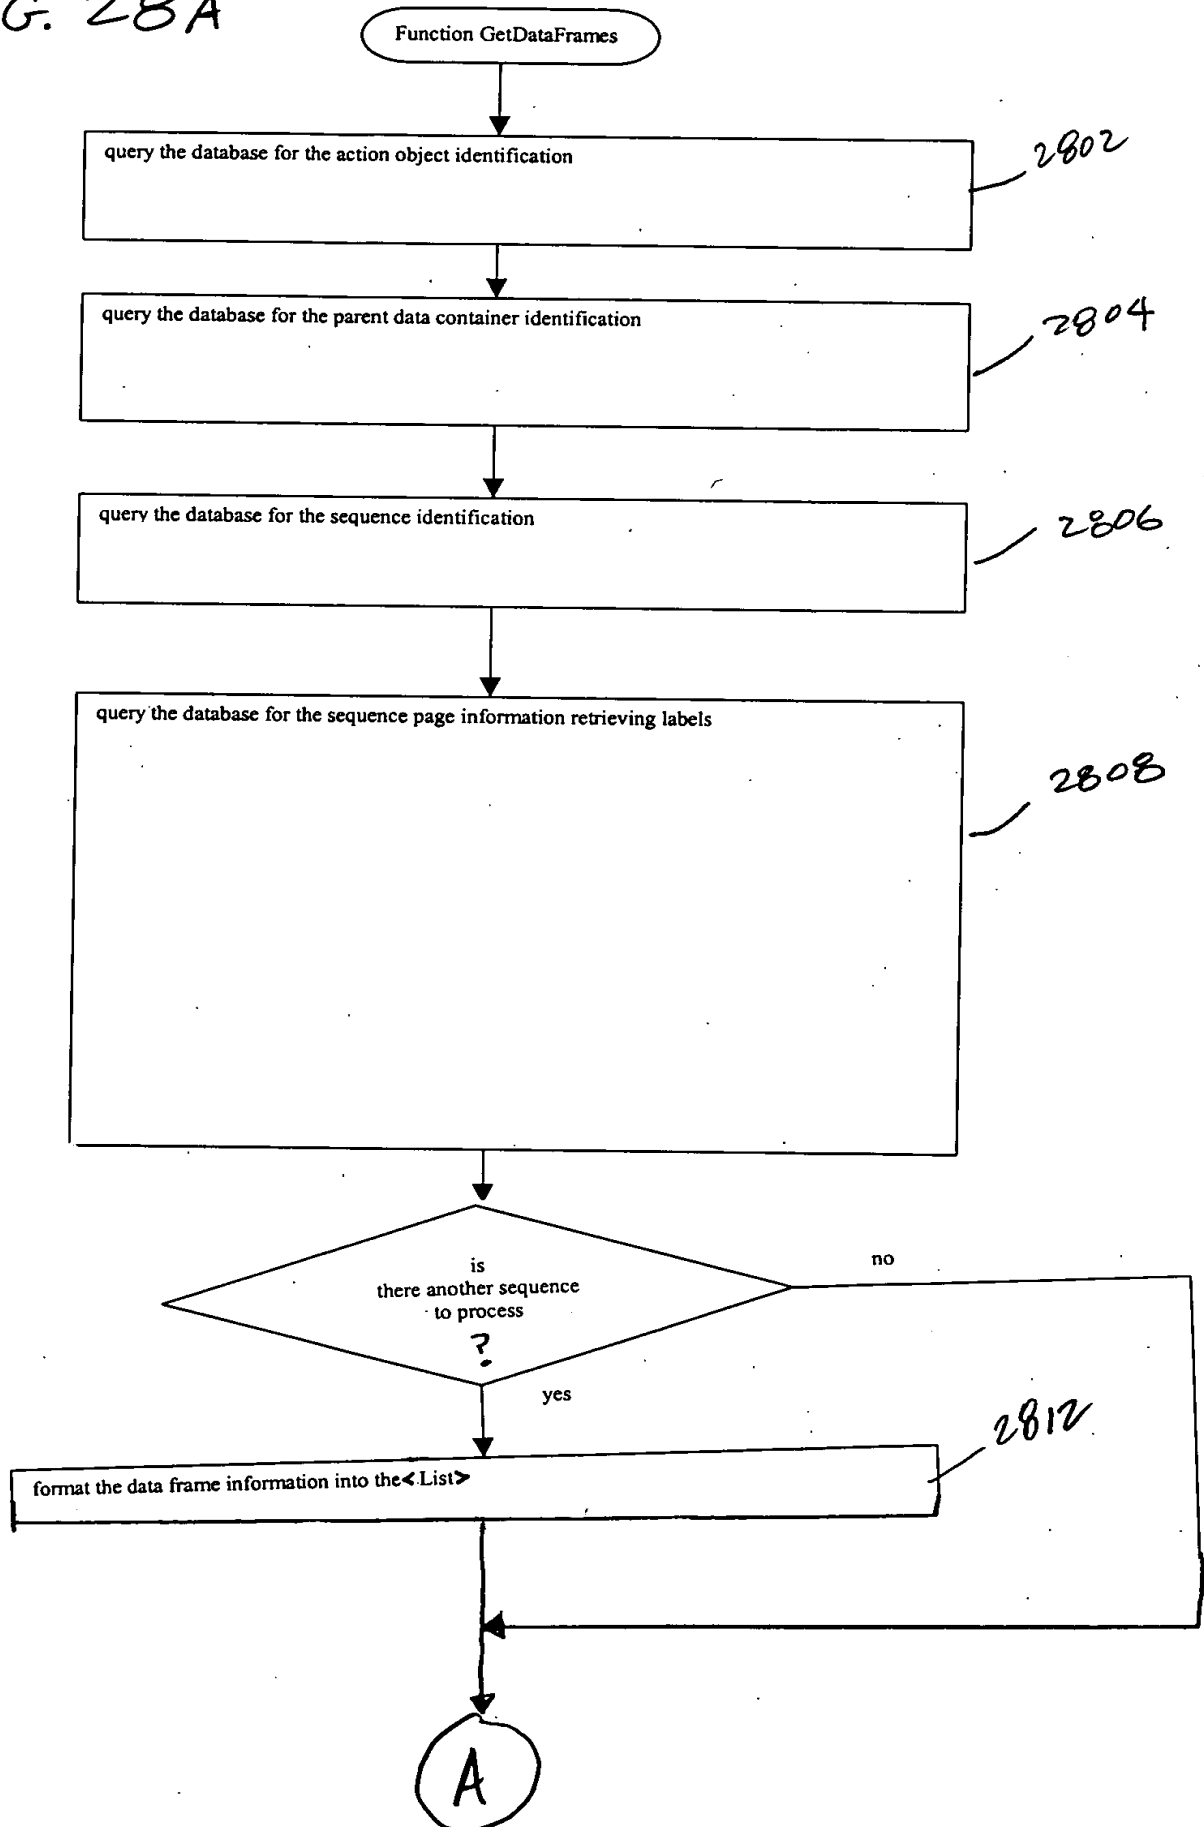 G. 28A
Function GetDataFrames
query the database for the action object identification
2802
query the database for the parent data container identification
2804
query the database for the sequence identification
2806
query the database for the sequence page information retrieving labels
2808
is
there another sequence
to process
?
no
yes
2812
format the data frame information into the<List>
A